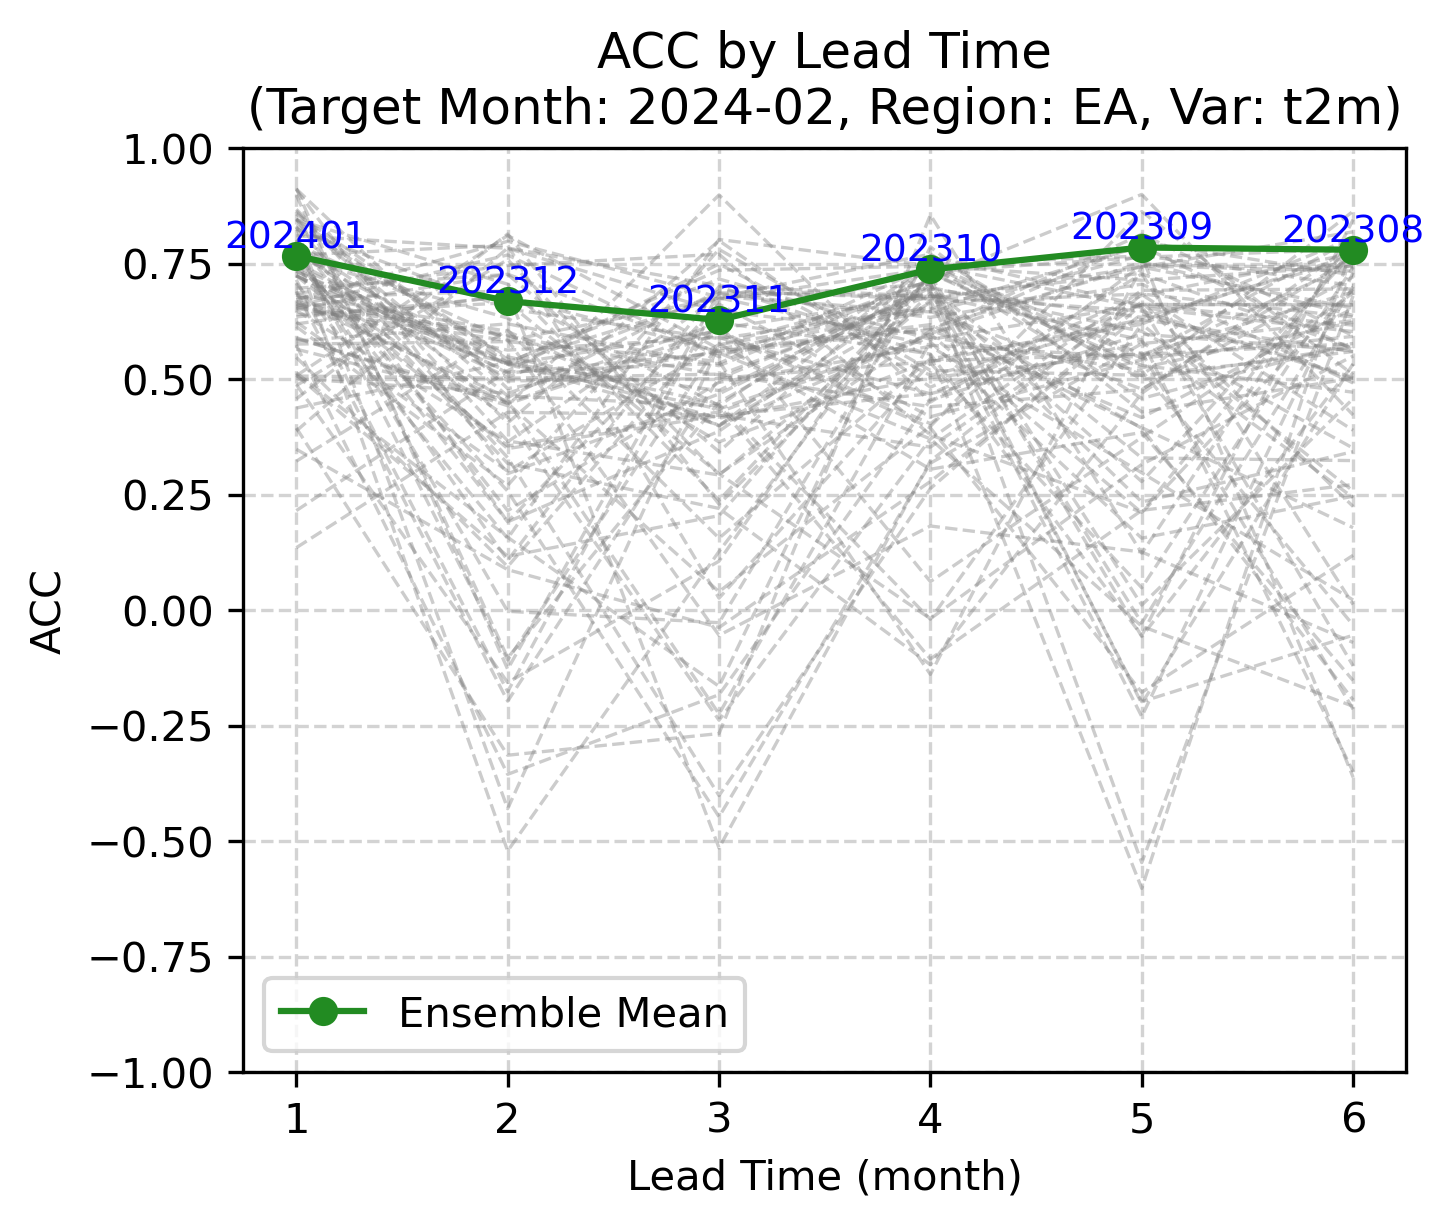 ACC by Lead Time
(Target Month: 2024-02, Region: EA, Var: t2m)
1.00
0.75
0.50
0.25
0.00
−0.25
−0.50
−0.75
−1.00
ACC
202401
202312
202311
202310
202309
202308
Ensemble Mean
1 2 3 4 5 6
Lead Time (month)